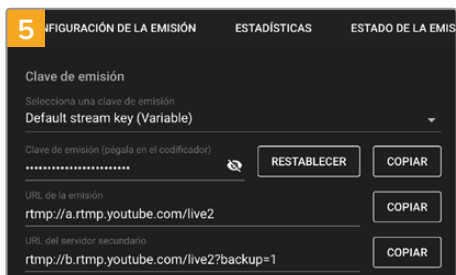 5
NFIGURACIÓN DE LA EMISIÓN ESTADÍSTICAS ESTADO DE LA EMIS
Clave de emisión
Selecciona una clave de emisión
Default stream key (Variable)
Clave de emisión (pégala en el codificador)
························
RESTABLECER COPIAR
URL de la emisión
rtmp://a.rtmp.youtube.com/live2
COPIAR
URL del servidor secundario
rtmp://b.rtmp.youtube.com/live2?backup=1
COPIAR